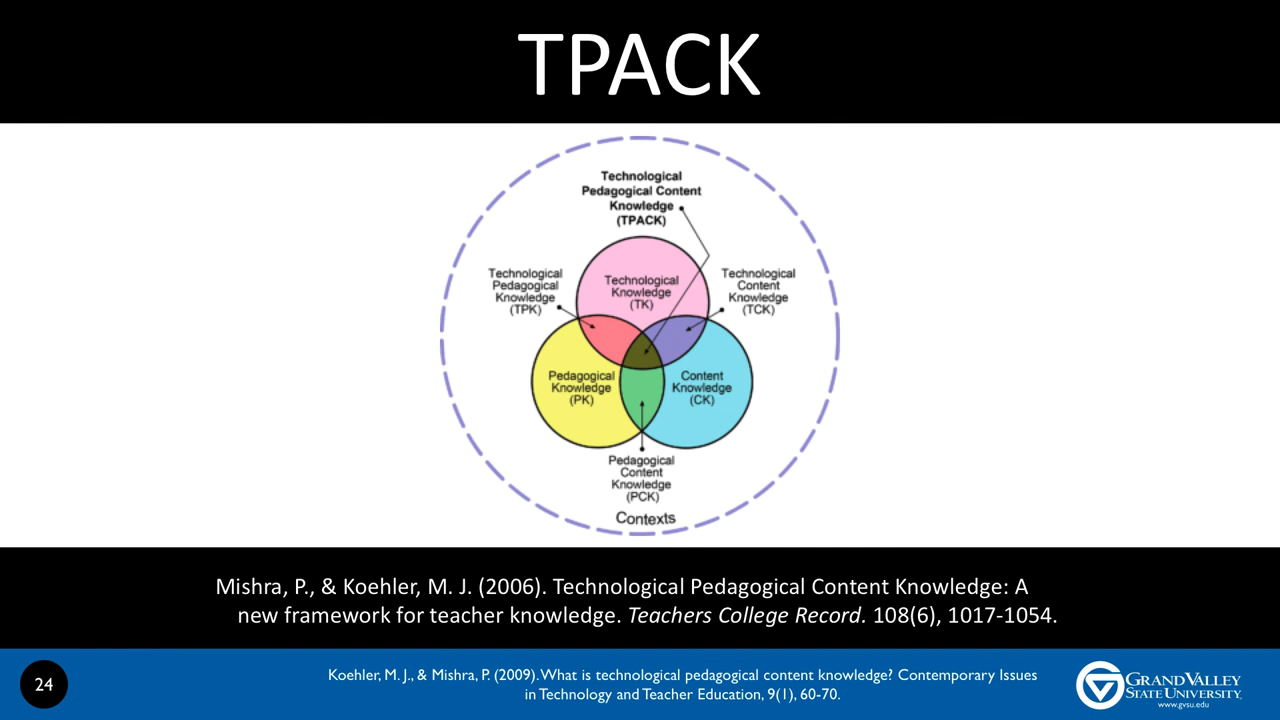 TPACK
Technological
Pedagogical Content
Knowledge
(TPACK)
Technological
Pedagogical
Knowledge
(TPK)
Technological
Knowledge
(TK)
Technological
Content
Knowledge
(TCK)
Pedagogical
Knowledge
(PK)
Content
Knowledge
(CK)
Pedagogical
Content
Knowledge
(PCK)
Contexts
Mishra, P., & Koehler, M. J. (2006). Technological Pedagogical Content Knowledge: A
new framework for teacher knowledge. Teachers College Record. 108(6), 1017-1054.
24
Koehler, M. J., & Mishra, P. (2009). What is technological pedagogical content knowledge? Contemporary Issues
in Technology and Teacher Education, 9(1), 60-70.
GRAND VALLEY
STATE UNIVERSITY.
www.gvsu.edu